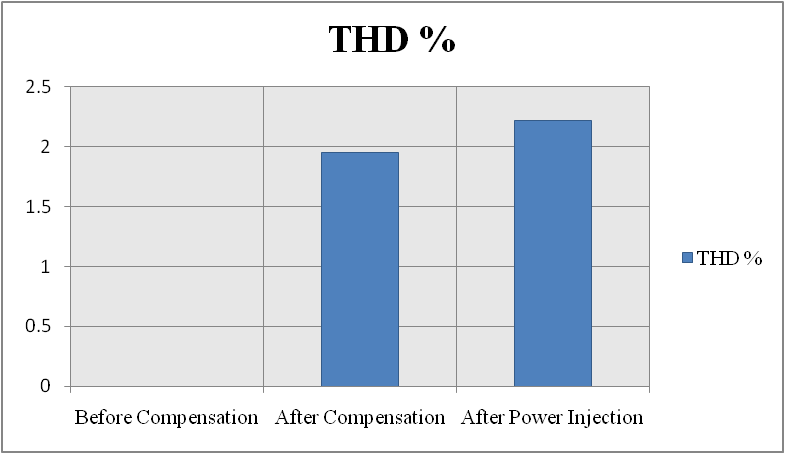 THD %
2.5
2
1.5
1
0.5
0
Before Compensation After Compensation After Power Injection
THD %